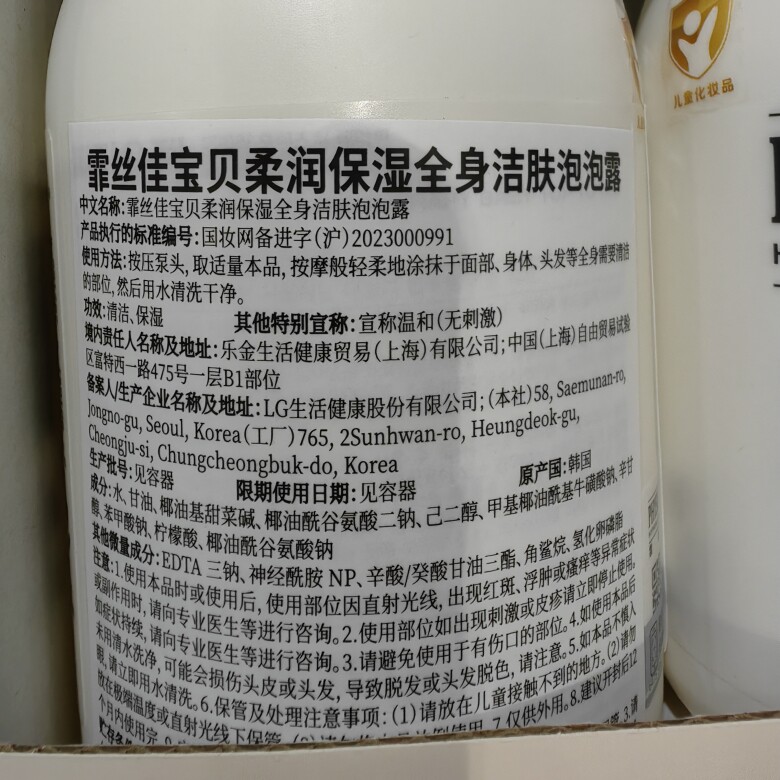 儿童化妆品
霏丝佳宝贝柔润保湿全身洁肤泡泡露
中文名称:霏丝佳宝贝柔润保湿全身洁肤泡泡露
产品执行的标准编号:国妆网备进字(沪)2023000991
使用方法:按压泵头,取适量本品,按摩般轻柔地涂抹于面部、身体、头发等全身需要清洁
的部位,然后用水清洗干净。
功效:清洁、保湿 其他特别宣称:宣称温和(无刺激)
境内责任人名称及地址:乐金生活健康贸易(上海)有限公司;中国(上海)自由贸易试验
区富特西一路475号一层B1部位
备案人/生产企业名称及地址:LG生活健康股份有限公司;(本社)58, Saemunan-ro,
Jongno-gu, Seoul, Korea(工厂)765, 2Sunhwan-ro, Heungdeok-gu,
Cheongju-si, Chungcheongbuk-do, Korea
生产批号:见容器 限期使用日期:见容器 原产国:韩国
成分:水、甘油、椰油基甜菜碱、椰油酰谷氨酸二钠、己二醇、甲基椰油酰基牛磺酸钠、辛甘
醇、苯甲酸钠、柠檬酸、椰油酰谷氨酸钠
其他微量成分:EDTA 三钠、神经酰胺 NP、辛酸/癸酸甘油三酯、角鲨烷、氢化卵磷脂
注意:1.使用本品时或使用后,使用部位因直射光线,出现红斑、浮肿或瘙痒等异常症状
或副作用时,请向专业医生等进行咨询。2.使用部位如出现刺激或皮疹请立即停止使用,
如症状持续,请向专业医生等进行咨询。3.请避免使用于有伤口的部位。4.如使用本品后
未用清水洗净,可能会损伤头皮或头发,导致脱发或头发脱色,请注意。5.如本品不慎入
眼,请立即用水清洗。6.保管及处理注意事项:(1)请放在儿童接触不到的地方。(2)请勿
放在极端温度或直射光线下保管。7.仅供外用。8.建议开封后12
个月内使用完